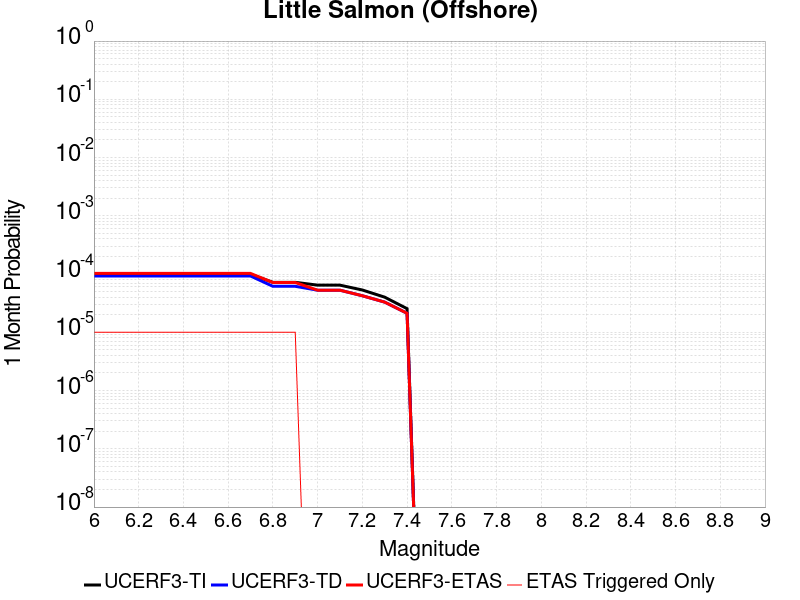 Little Salmon (Offshore)
10^0
10^-1
10^-2
10^-3
10^-4
10^-5
10^-6
10^-7
10^-8
1 Month Probability
6 6.2 6.4 6.6 6.8 7 7.2 7.4 7.6 7.8 8 8.2 8.4 8.6 8.8 9
Magnitude
UCERF3-TI UCERF3-TD UCERF3-ETAS ETAS Triggered Only